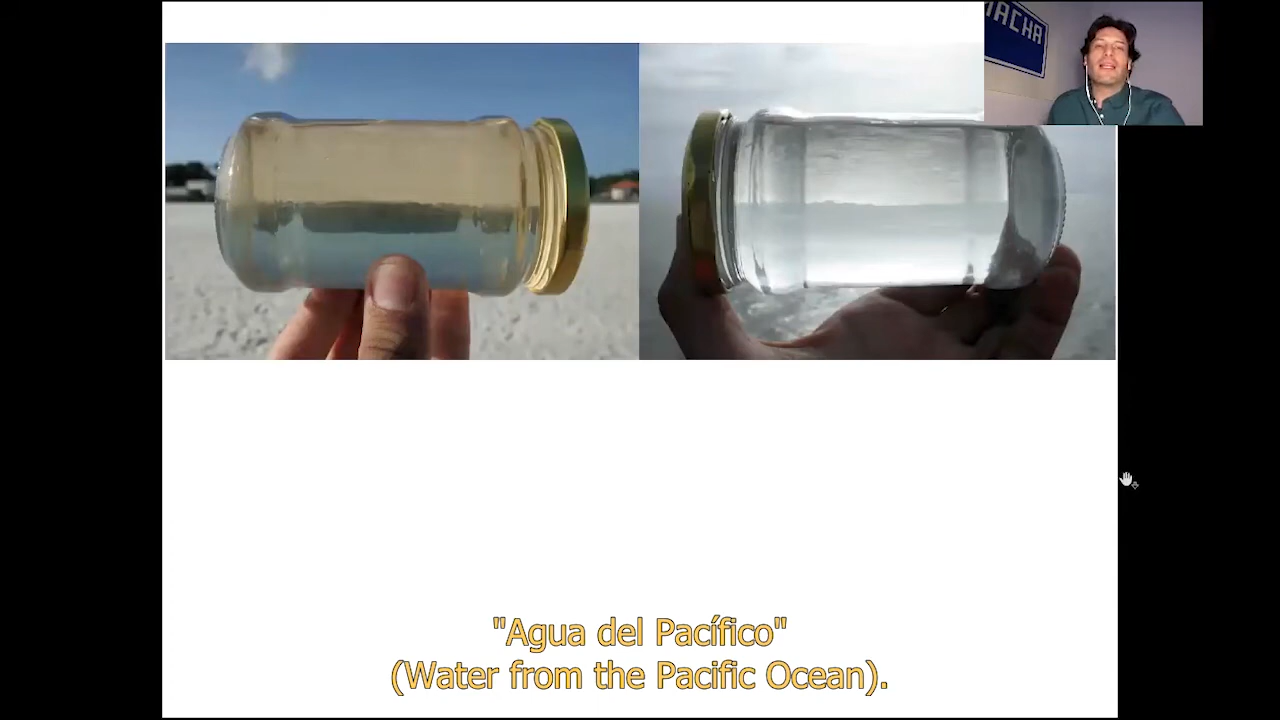 "Agua del Pacífico"
(Water from the Pacific Ocean).